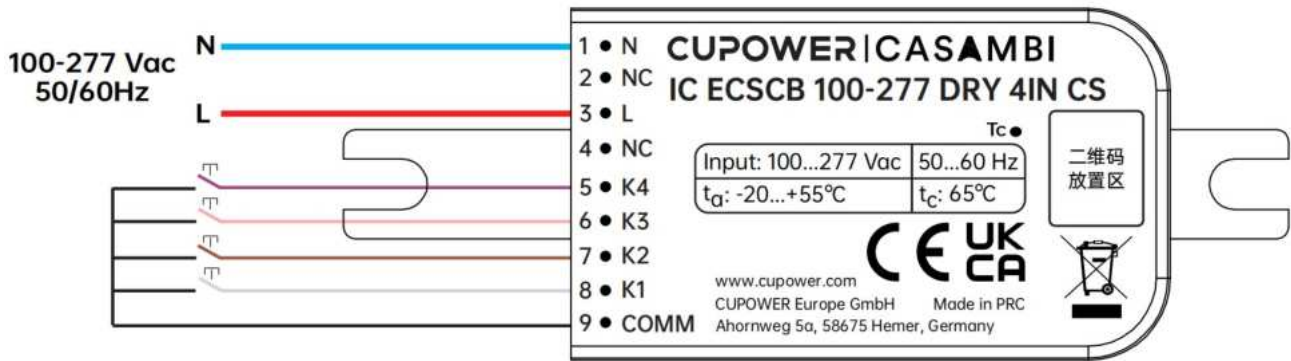 100-277 Vac
50/60Hz
N
L
1 • N
2 • NC
3 • L
4 • NC
5 • K4
6 • K3
7 • K2
8 • K1
9 • COMM
CUPOWER | CASAMBI
IC ECSCB 100-277 DRY 4IN CS
Tc
Input: 100...277 Vac 50...60 Hz
ta: -20...+55°C tc: 65°C
二维码
放置区
CE UK
CA
www.cupower.com
CUPOWER Europe GmbH Made in PRC
Ahornweg 5a, 58675 Hemer, Germany